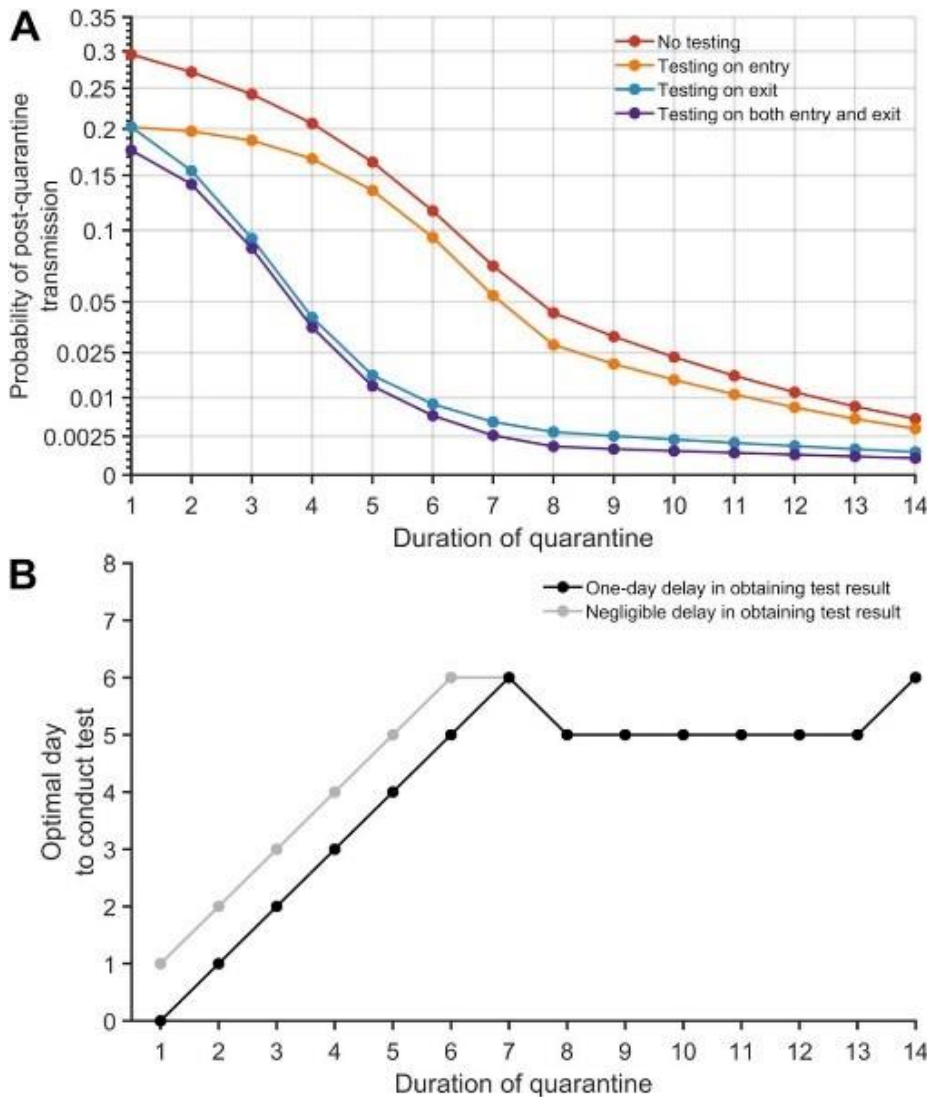 A
0.35
0.3
0.25
0.2
0.15
0.1
0.05
0.025
0.01
0.0025
0
Probability of post-quarantine
transmission
No testing
Testing on entry
Testing on exit
Testing on both entry and exit
1 2 3 4 5 6 7 8 9 10 11 12 13 14
Duration of quarantine
B
8
7
6
5
4
3
2
1
0
Optimal day
to conduct test
One-day delay in obtaining test result
Negligible delay in obtaining test result
1 2 3 4 5 6 7 8 9 10 11 12 13 14
Duration of quarantine